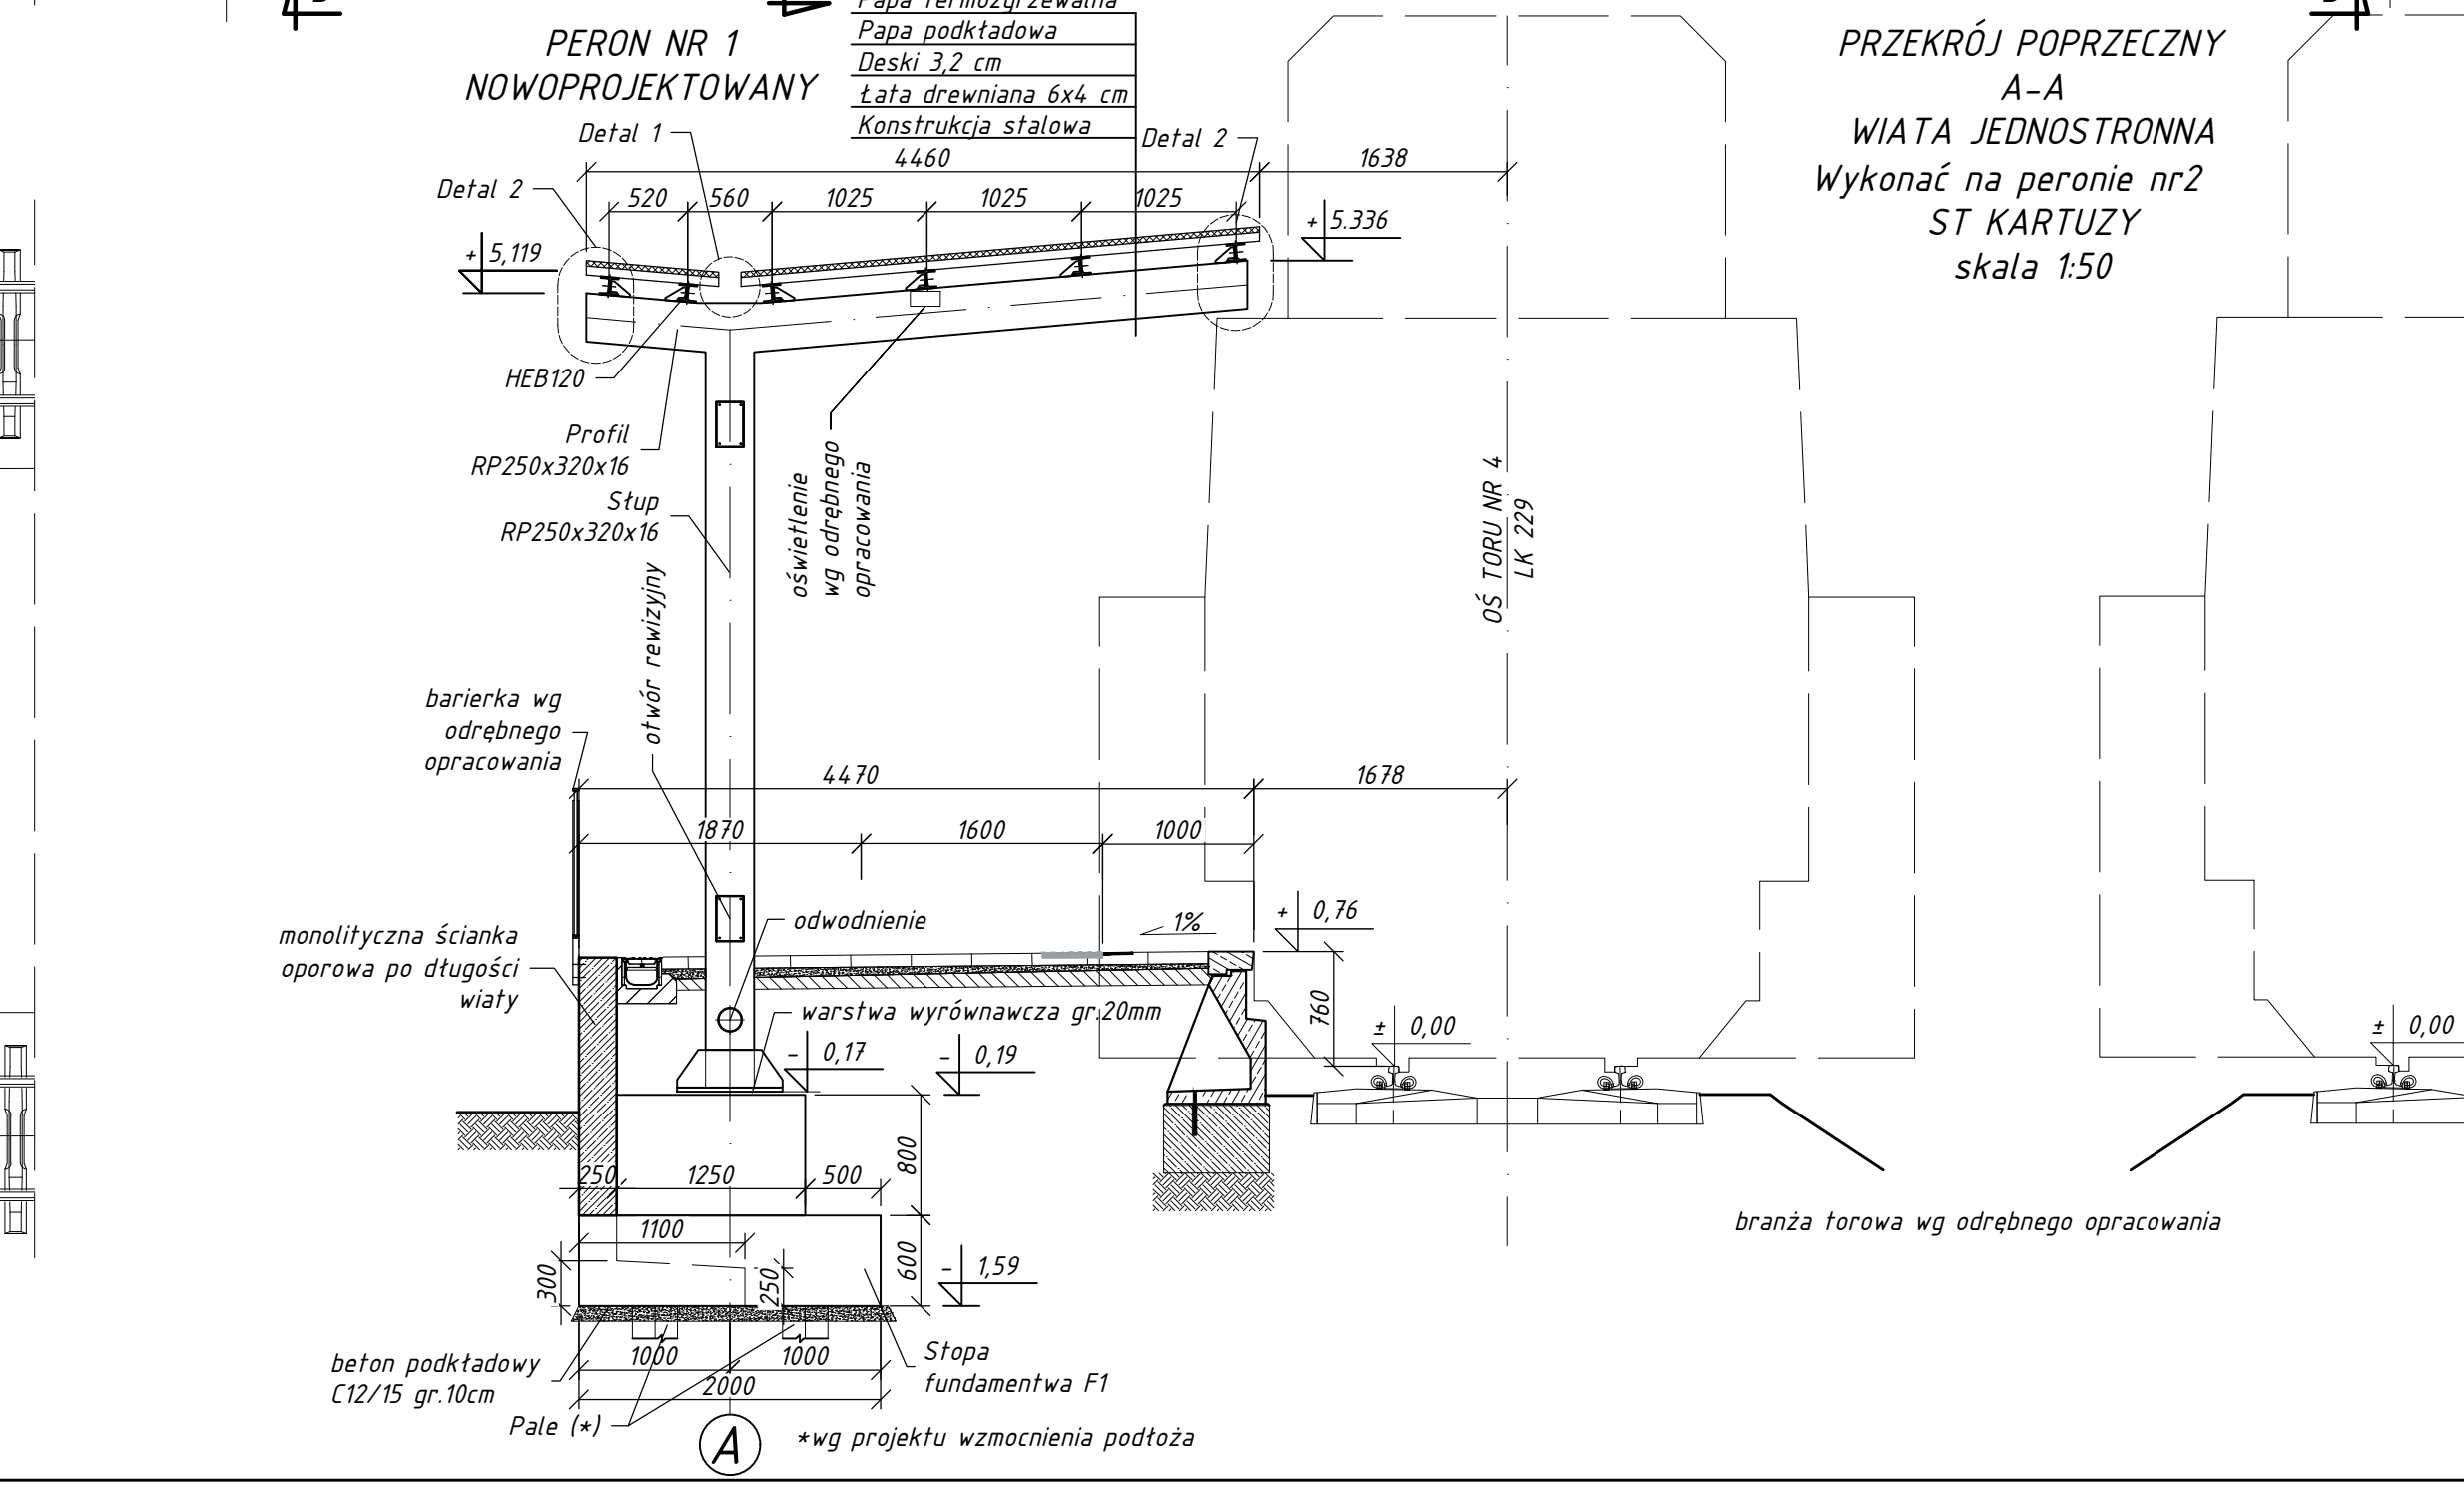 PERON NR 1
NOWOPROJEKTOWANY
Papa termozgrzewalna
Papa podkładowa
Deski 3,2 cm
Łata drewniana 6x4 cm
Konstrukcja stalowa
PRZEKRÓJ POPRZECZNY
A-A
WIATA JEDNOSTRONNA
Wykonać na peronie nr2
ST KARTUZY
skala 1:50
Detal 1
Detal 2
4460
1638
Detal 2
520
560
1025
1025
1025
+ 5,119
+ 5.336
HEB120
Profil
RP250x320x16
Słup
RP250x320x16
oświetlenie
wg odrębnego
opracowania
OŚ TORU NR 4
LK 229
otwór rewizyjny
barierka wg
odrębnego
opracowania
4470
1678
1870
1600
1000
odwodnienie
1%
+ 0,76
monolityczna ścianka
oporowa po długości
wiaty
warstwa wyrównawcza gr.20mm
760
± 0,00
± 0,00
- 0,17
- 0,19
800
250
1250
500
1100
600
300
250
- 1,59
branża torowa wg odrębnego opracowania
beton podkładowy
C12/15 gr.10cm
1000
1000
2000
Stopa
fundamentwa F1
Pale (*)
A
*wg projektu wzmocnienia podłoża